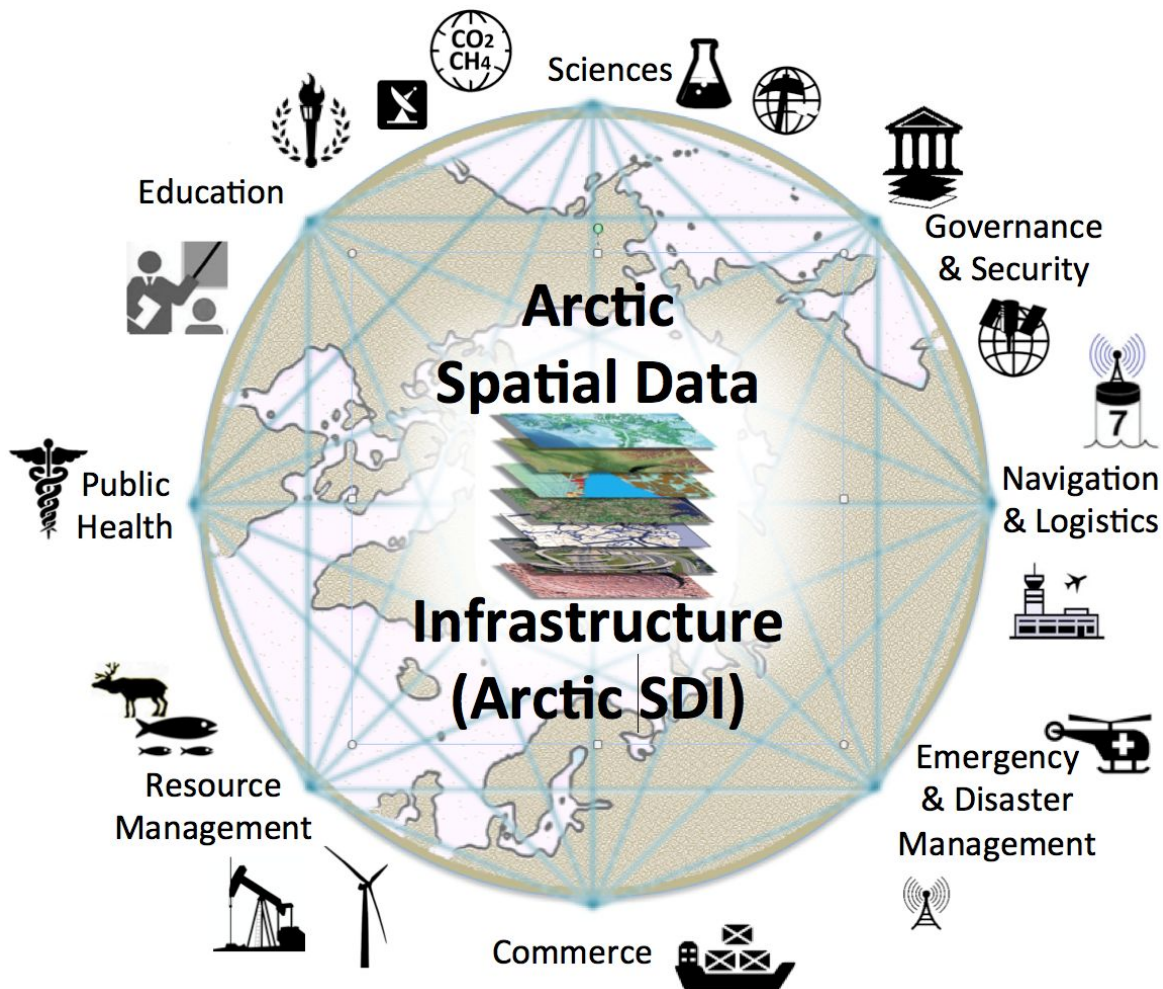 CO2
CH4
Sciences
Education
Governance
& Security
Arctic
Spatial Data
7
Public
Health
Navigation
& Logistics
Infrastructure
(Arctic SDI)
Resource
Management
Emergency
& Disaster
Management
Commerce